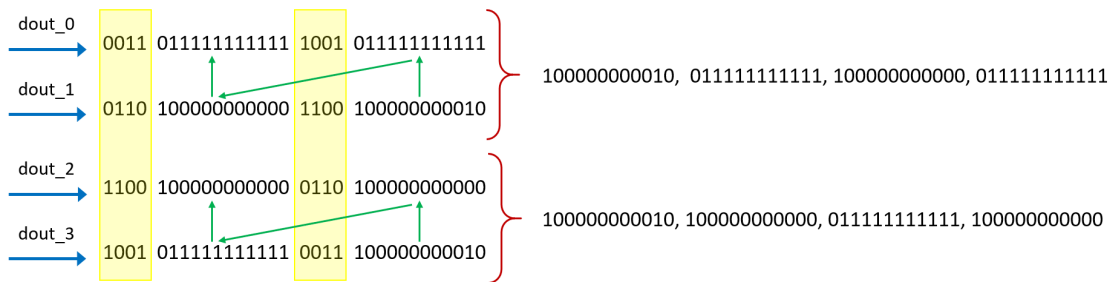 dout_0
0011 011111111111 1001 011111111111
dout_1
0110 100000000000 1100 100000000010
100000000010, 011111111111, 100000000000, 011111111111
dout_2
1100 100000000000 0110 100000000000
dout_3
1001 011111111111 0011 100000000010
100000000010, 100000000000, 011111111111, 100000000000